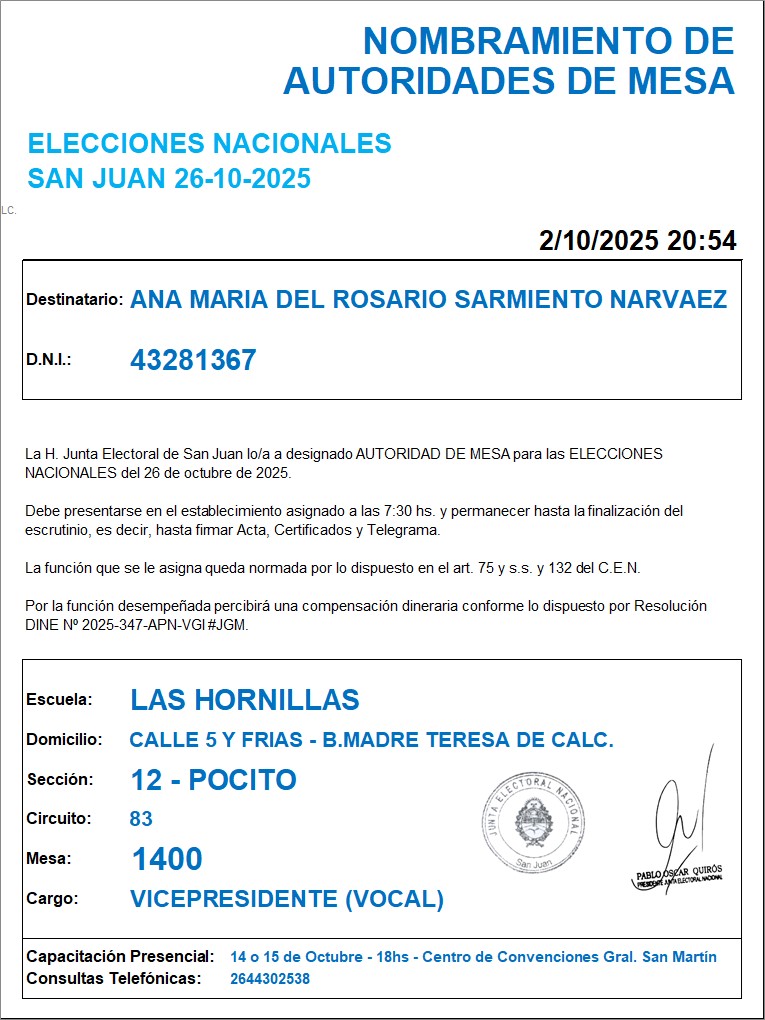 NOMBRAMIENTO DE
AUTORIDADES DE MESA
ELECCIONES NACIONALES
SAN JUAN 26-10-2025
LC.
2/10/2025 20:54
Destinatario: ANA MARIA DEL ROSARIO SARMIENTO NARVAEZ
D.N.I.: 43281367
La H. Junta Electoral de San Juan lo/a a designado AUTORIDAD DE MESA para las ELECCIONES
NACIONALES del 26 de octubre de 2025.
Debe presentarse en el establecimiento asignado a las 7:30 hs. y permanecer hasta la finalización del
escrutinio, es decir, hasta firmar Acta, Certificados y Telegrama.
La función que se le asigna queda normada por lo dispuesto en el art. 75 y s.s. y 132 del C.E.N.
Por la función desempeñada percibirá una compensación dineraria conforme lo dispuesto por Resolución
DINE Nº 2025-347-APN-VGI#JGM.
Escuela: LAS HORNILLAS
Domicilio: CALLE 5 Y FRIAS - B.MADRE TERESA DE CALC.
Sección: 12 - POCITO
Circuito: 83
Mesa: 1400
Cargo: VICEPRESIDENTE (VOCAL)
JUNTA ELECTORAL NACIONAL
San Juan
PABLO OSCAR QUIRÓS
PRESIDENTE JUNTA ELECTORAL NACIONAL
Capacitación Presencial: 14 o 15 de Octubre - 18hs - Centro de Convenciones Gral. San Martín
Consultas Telefónicas: 2644302538